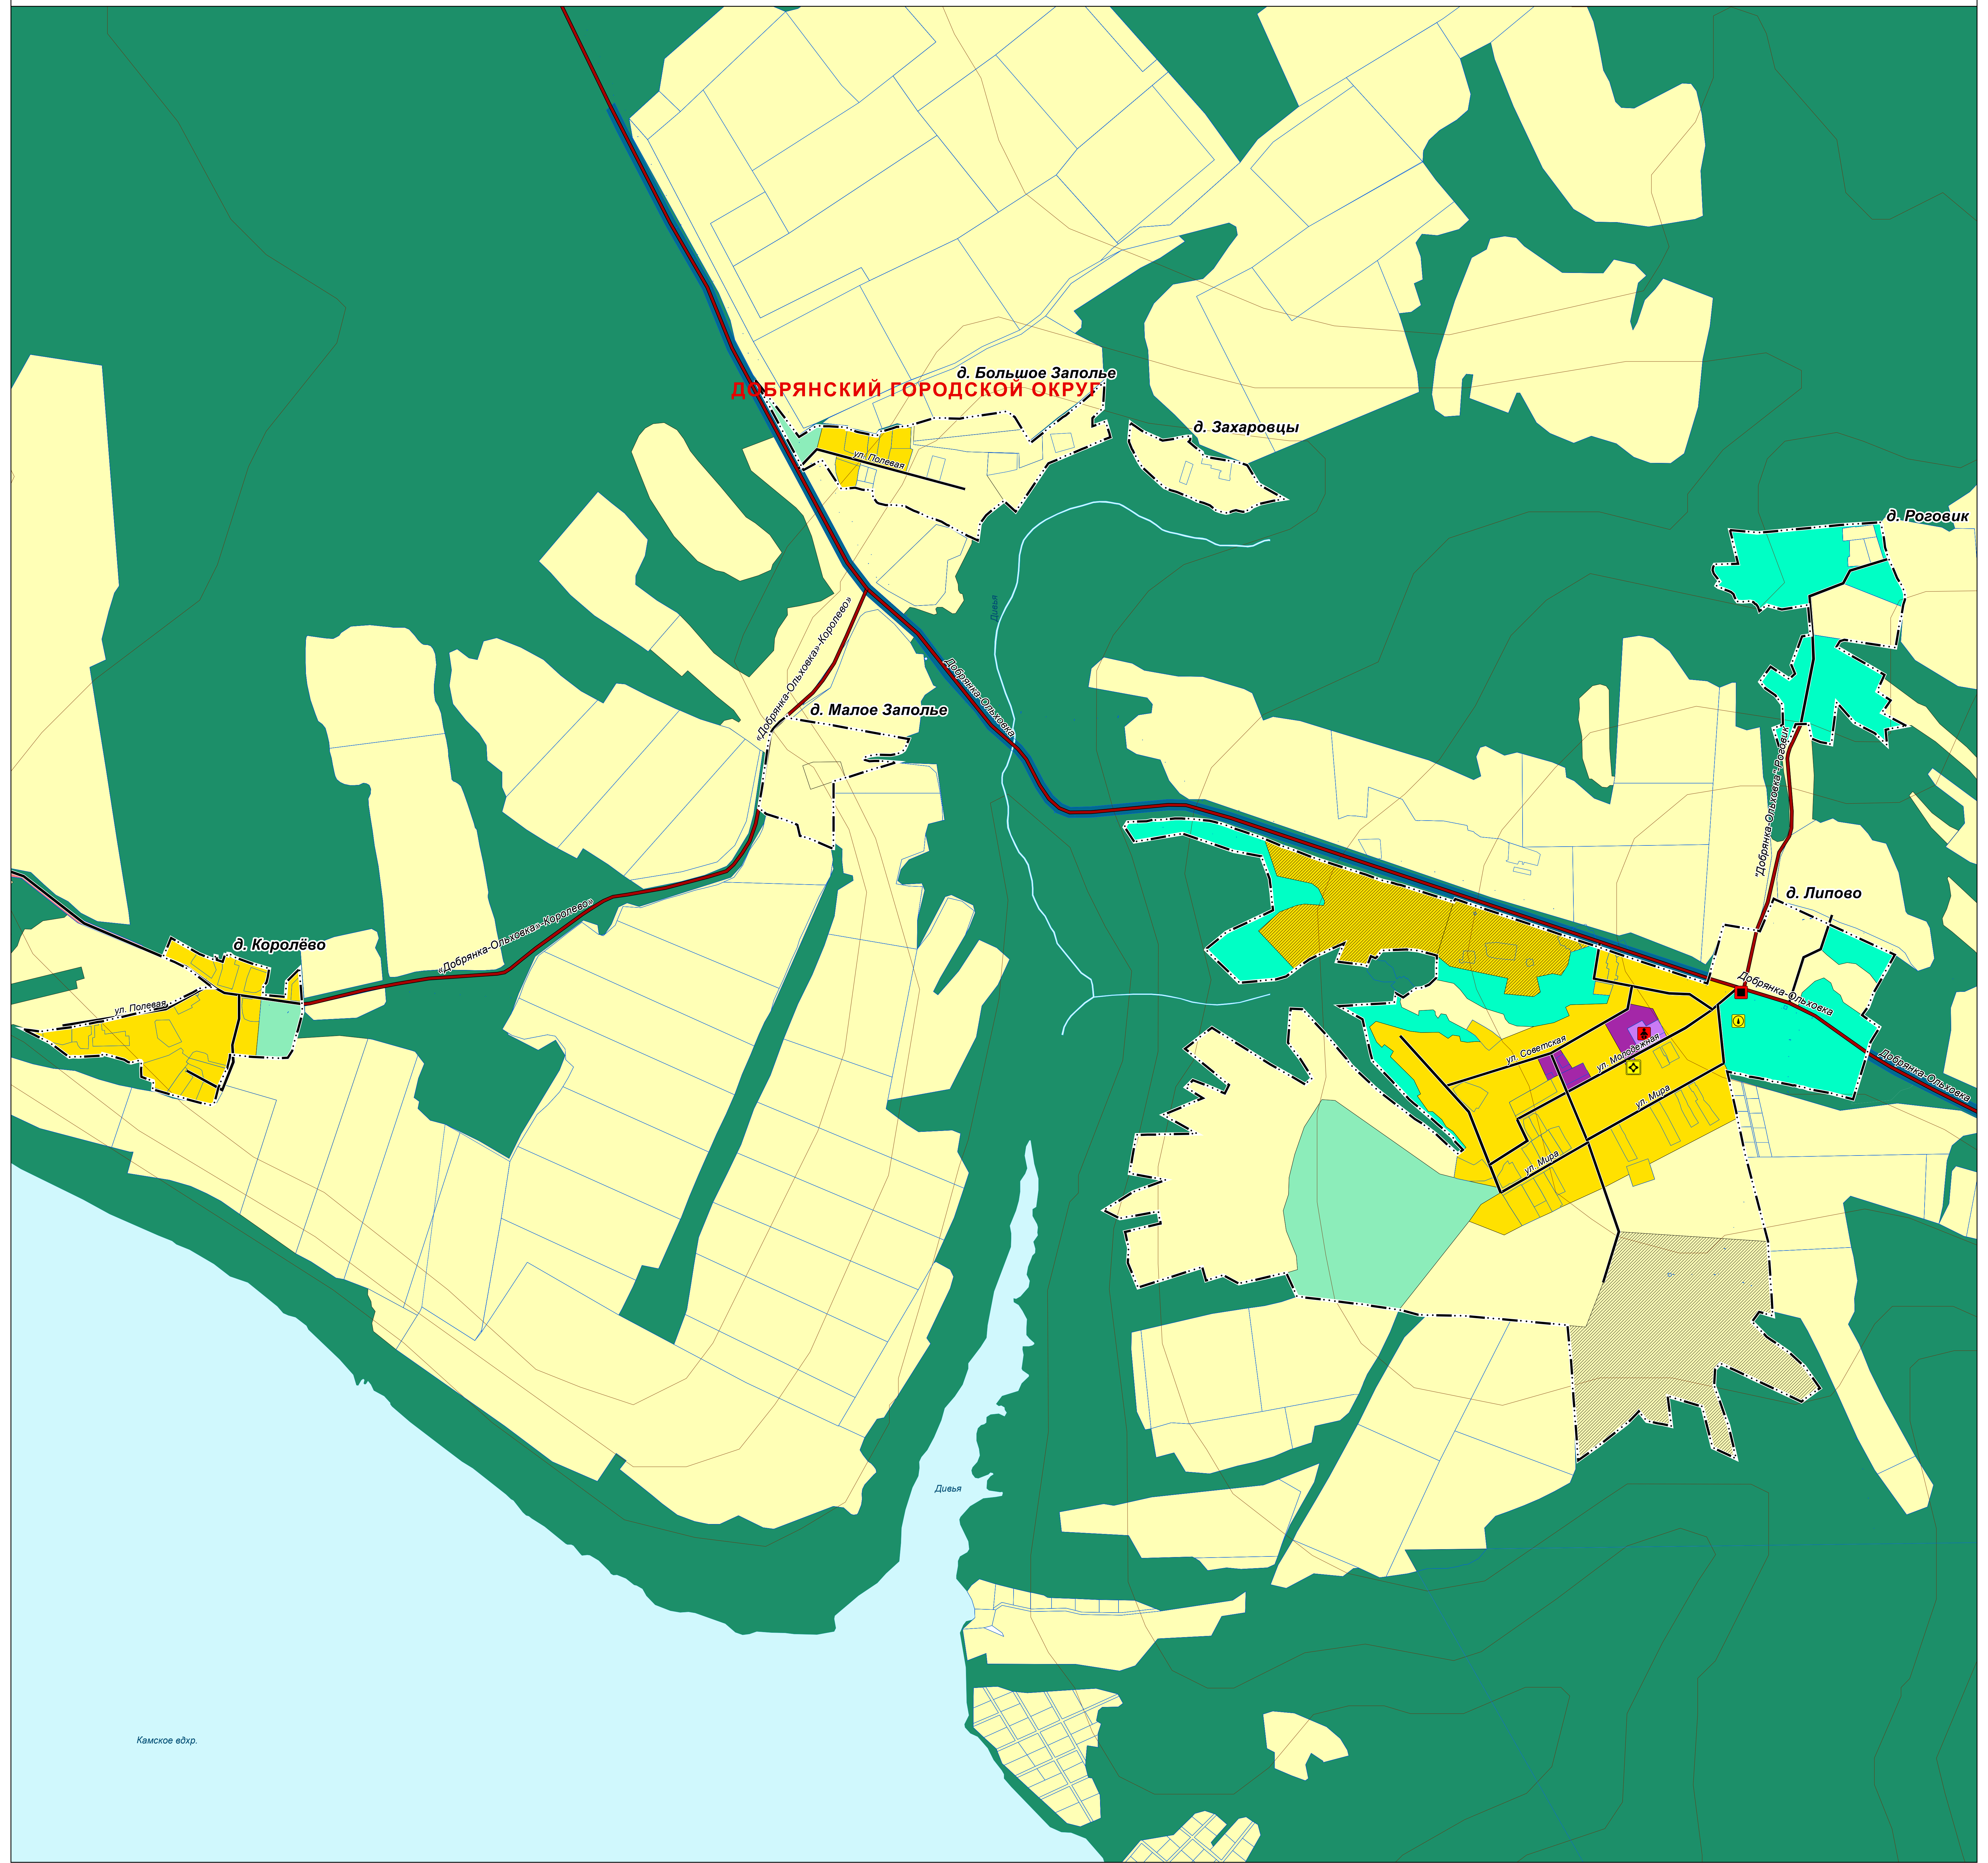 д. Большое Заполье
ДОБРЯНСКИЙ ГОРОДСКОЙ ОКРУГ
д. Захаровцы
ул. Полевая
д. Роговик
Дивья
«Добрянка-Ольховка»-Королево»
Добрянка-Ольховка
д. Малое Заполье
"Добрянка-Ольховка"-Роговик
д. Липово
«Добрянка-Ольховка»-Королево»
д. Королёво
Добрянка-Ольховка
ул. Полевая
ул. Советская
ул. Молодежная
Добрянка-Ольховка
ул. Мира
ул. Мира
Дивья
Камское вдхр.